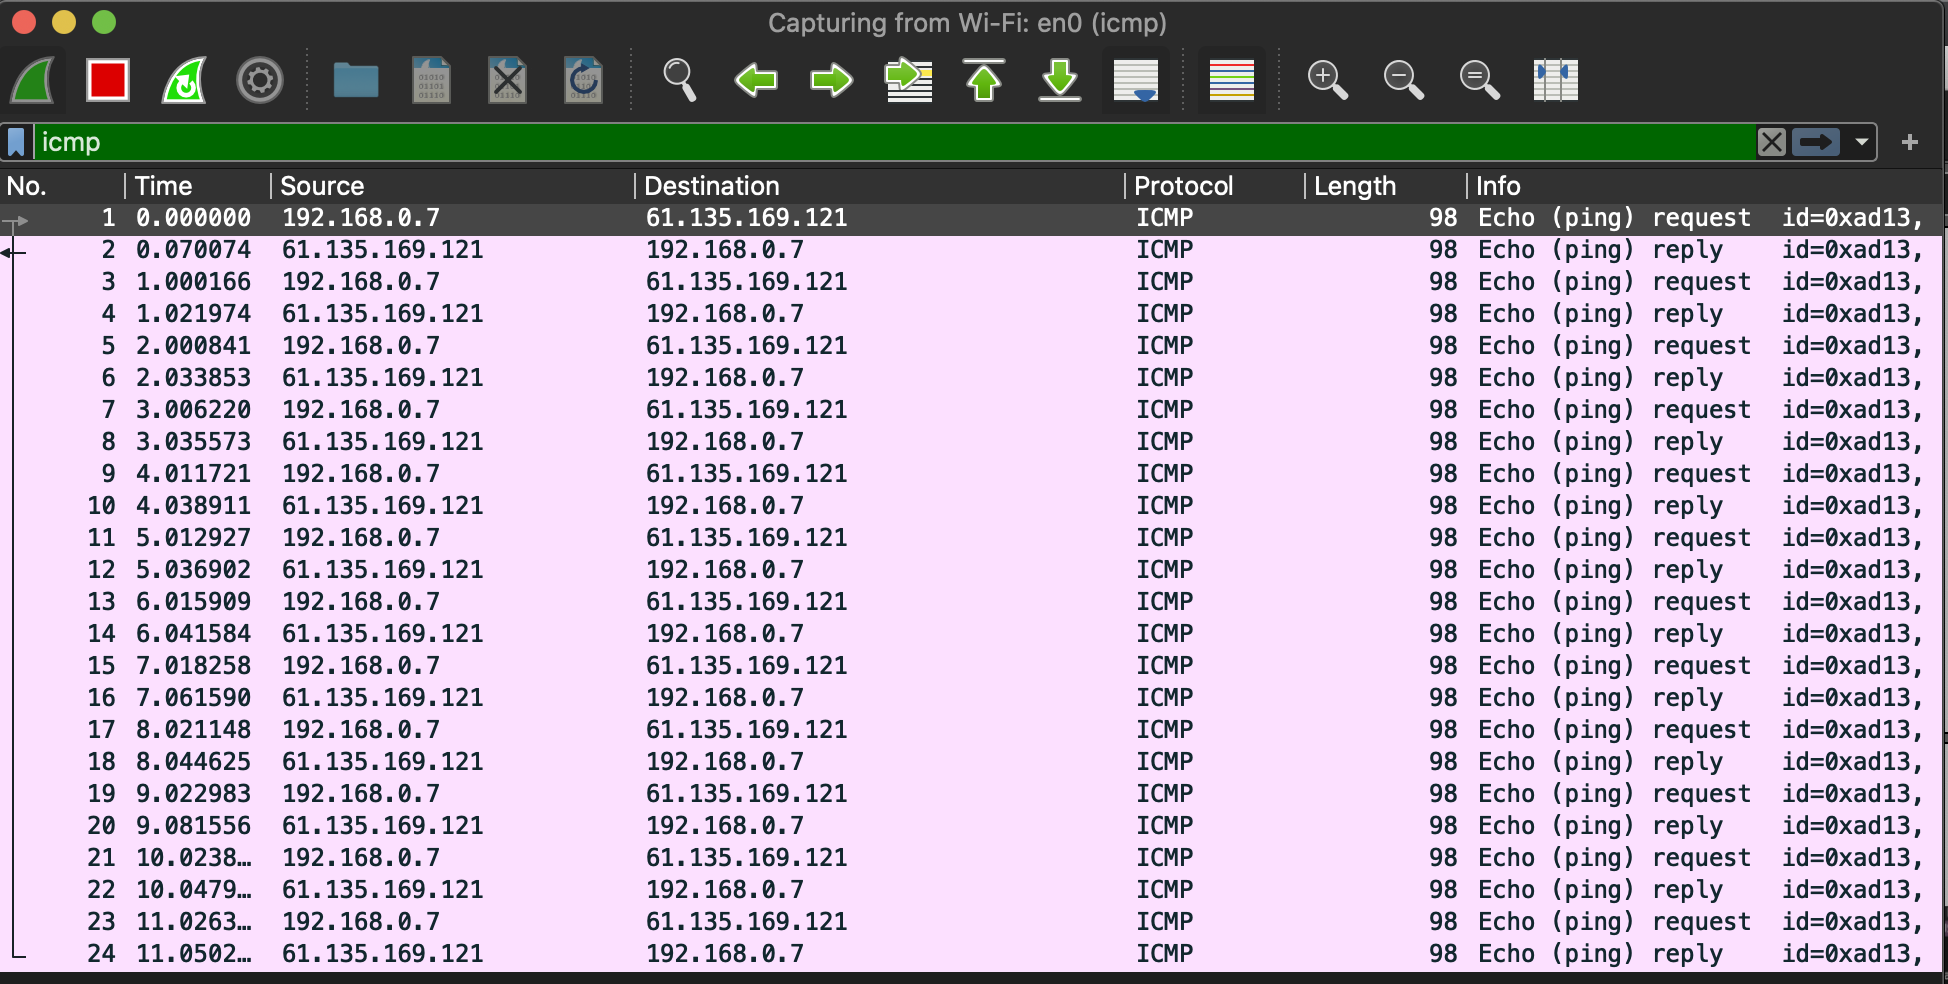 Capturing from Wi-Fi: en0 (icmp)
icmp
No. Time Source Destination Protocol Length Info
1 0.000000 192.168.0.7 61.135.169.121 ICMP 98 Echo (ping) request id=0xad13,
2 0.070074 61.135.169.121 192.168.0.7 ICMP 98 Echo (ping) reply id=0xad13,
3 1.000166 192.168.0.7 61.135.169.121 ICMP 98 Echo (ping) request id=0xad13,
4 1.021974 61.135.169.121 192.168.0.7 ICMP 98 Echo (ping) reply id=0xad13,
5 2.000841 192.168.0.7 61.135.169.121 ICMP 98 Echo (ping) request id=0xad13,
6 2.033853 61.135.169.121 192.168.0.7 ICMP 98 Echo (ping) reply id=0xad13,
7 3.006220 192.168.0.7 61.135.169.121 ICMP 98 Echo (ping) request id=0xad13,
8 3.035573 61.135.169.121 192.168.0.7 ICMP 98 Echo (ping) reply id=0xad13,
9 4.011721 192.168.0.7 61.135.169.121 ICMP 98 Echo (ping) request id=0xad13,
10 4.038911 61.135.169.121 192.168.0.7 ICMP 98 Echo (ping) reply id=0xad13,
11 5.012927 192.168.0.7 61.135.169.121 ICMP 98 Echo (ping) request id=0xad13,
12 5.036902 61.135.169.121 192.168.0.7 ICMP 98 Echo (ping) reply id=0xad13,
13 6.015909 192.168.0.7 61.135.169.121 ICMP 98 Echo (ping) request id=0xad13,
14 6.041584 61.135.169.121 192.168.0.7 ICMP 98 Echo (ping) reply id=0xad13,
15 7.018258 192.168.0.7 61.135.169.121 ICMP 98 Echo (ping) request id=0xad13,
16 7.061590 61.135.169.121 192.168.0.7 ICMP 98 Echo (ping) reply id=0xad13,
17 8.021148 192.168.0.7 61.135.169.121 ICMP 98 Echo (ping) request id=0xad13,
18 8.044625 61.135.169.121 192.168.0.7 ICMP 98 Echo (ping) reply id=0xad13,
19 9.022983 192.168.0.7 61.135.169.121 ICMP 98 Echo (ping) request id=0xad13,
20 9.081556 61.135.169.121 192.168.0.7 ICMP 98 Echo (ping) reply id=0xad13,
21 10.0238… 192.168.0.7 61.135.169.121 ICMP 98 Echo (ping) request id=0xad13,
22 10.0479… 61.135.169.121 192.168.0.7 ICMP 98 Echo (ping) reply id=0xad13,
23 11.0263… 192.168.0.7 61.135.169.121 ICMP 98 Echo (ping) request id=0xad13,
24 11.0502… 61.135.169.121 192.168.0.7 ICMP 98 Echo (ping) reply id=0xad13,